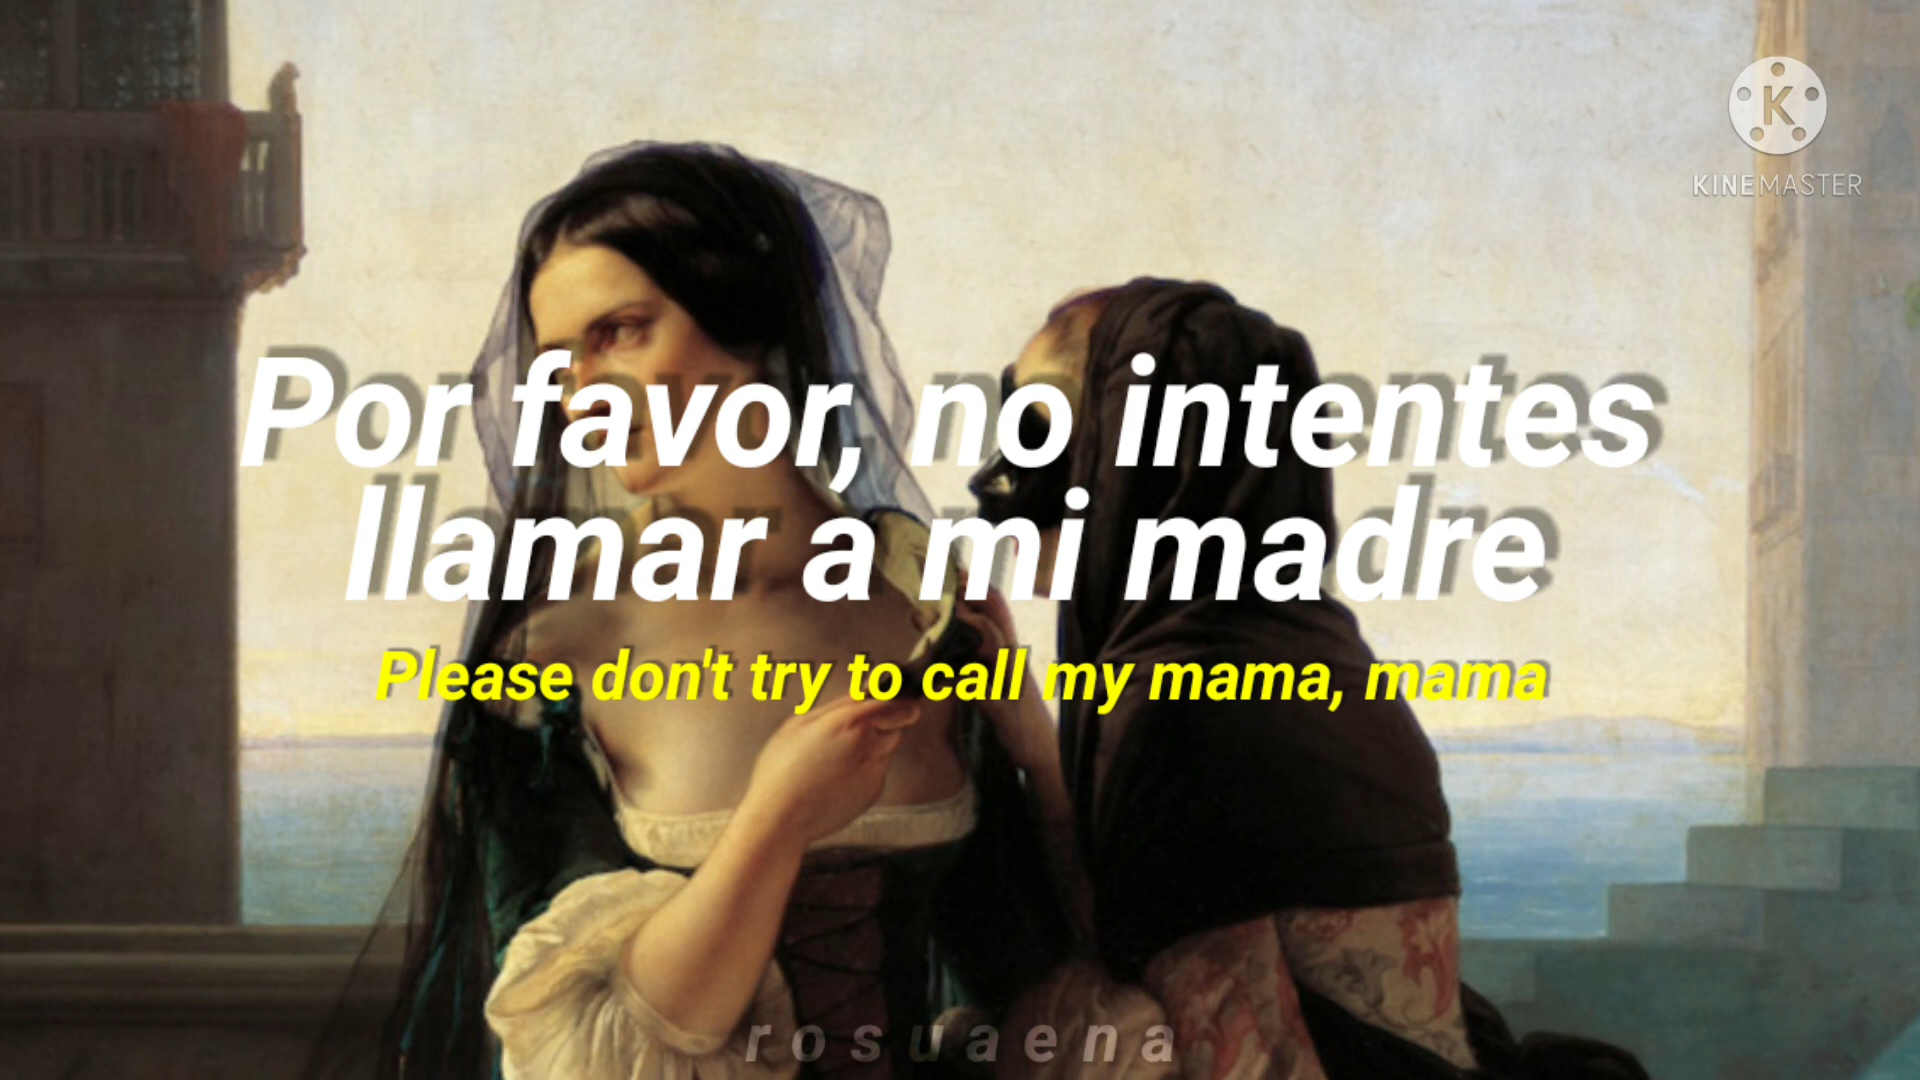 K
KINEMASTER
Por favor, no intentes
llamar a mi madre
Please don't try to call my mama, mama
rosuaena